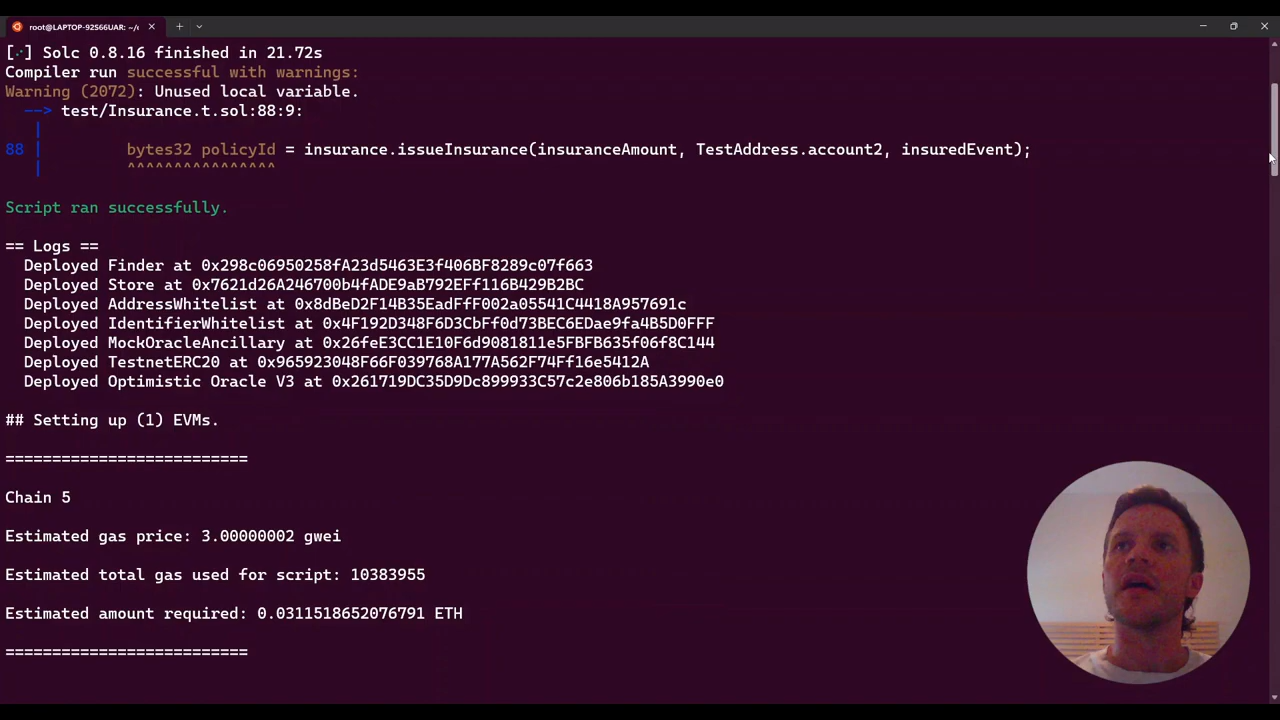 root@LAPTOP-92S66UAR: ~/
[⠔] Solc 0.8.16 finished in 21.72s
Compiler run successful with warnings:
Warning (2072): Unused local variable.
--> test/Insurance.t.sol:88:9:
|
88 | bytes32 policyId = insurance.issueInsurance(insuranceAmount, TestAddress.account2, insuredEvent);
| ^^^^^^^^^^^^^^^^
Script ran successfully.
== Logs ==
Deployed Finder at 0x298c06950258fA23d5463E3f406BF8289c07f663
Deployed Store at 0x7621d26A246700b4fADE9aB792EFf116B429B2BC
Deployed AddressWhitelist at 0x8dBeD2F14B35EadFfF002a05541C4418A957691c
Deployed IdentifierWhitelist at 0x4F192D348F6D3CbFf0d73BEC6EDae9fa4B5D0FFF
Deployed MockOracleAncillary at 0x26feE3CC1E10F6d9081811e5FBFB635f06f8C144
Deployed TestnetERC20 at 0x965923048F66F039768A177A562F74Ff16e5412A
Deployed Optimistic Oracle V3 at 0x261719DC35D9Dc899933C57c2e806b185A3990e0
## Setting up (1) EVMs.
==========================
Chain 5
Estimated gas price: 3.00000002 gwei
Estimated total gas used for script: 10383955
Estimated amount required: 0.0311518652076791 ETH
==========================